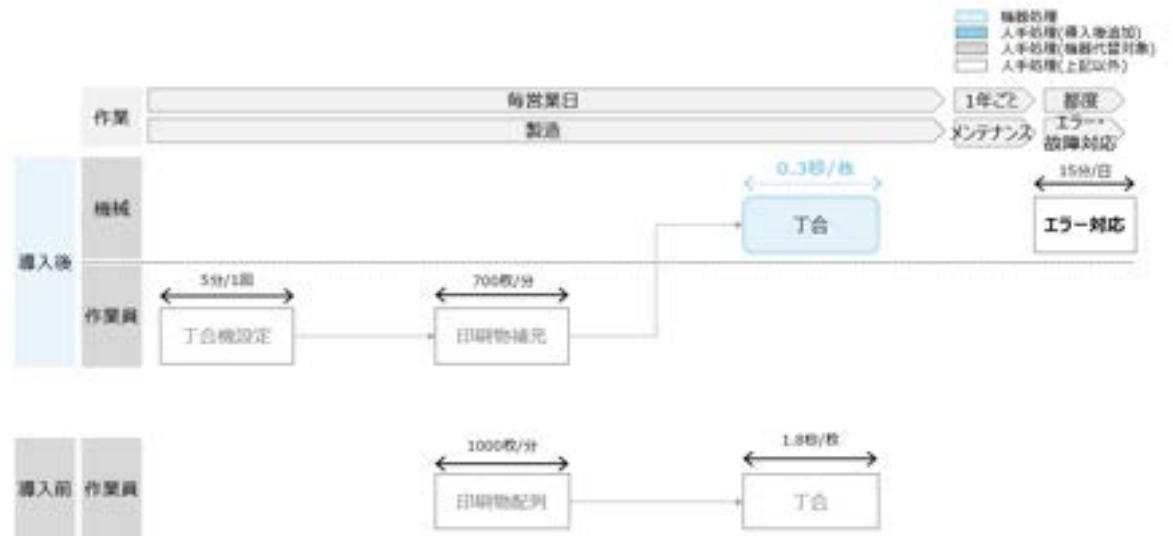 機器処理
人手処理(導入後追加)
人手処理(機器代替対象)
人手処理(上記以外)
作業
毎営業日
1年ごと
都度
製造
メンテナンス
エラー・
故障対応
導入後
機械
0.3秒/枚
丁合
15分/日
エラー対応
作業員
5分/1回
丁合機設定
700枚/分
印刷物補充
導入前
作業員
1000枚/分
印刷物配列
1.8秒/枚
丁合